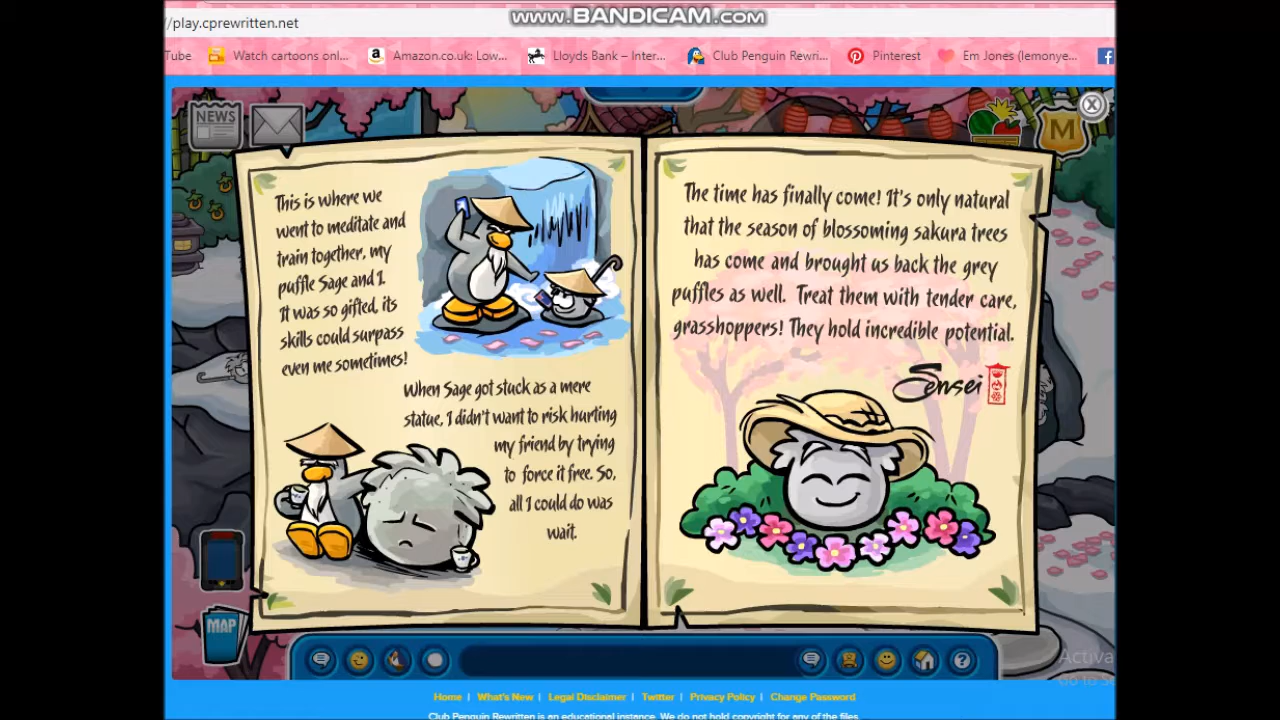 www.BANDICAM.com
//play.cprewritten.net
Tube
Watch cartoons onl...
Amazon.co.uk: Low...
Lloyds Bank – Inter...
Club Penguin Rewri...
Pinterest
Em Jones (lemonye...
NEWS
M
This is where we
went to meditate and
train together, my
puffle Sage and I.
It was so gifted, its
skills could surpass
even me sometimes!
When Sage got stuck as a mere
statue, I didn't want to risk hurting
my friend by trying
to force it free. So,
all I could do was
wait.
The time has finally come! It's only natural
that the season of blossoming sakura trees
has come and brought us back the grey
puffles as well. Treat them with tender care,
grasshoppers! They hold incredible potential.
Sensei
MAP
?
Activa
Go to S
Home | What's New | Legal Disclaimer | Twitter | Privacy Policy | Change Password
Club Penguin Rewritten is an educational instance. We do not hold copyright for any of the files.